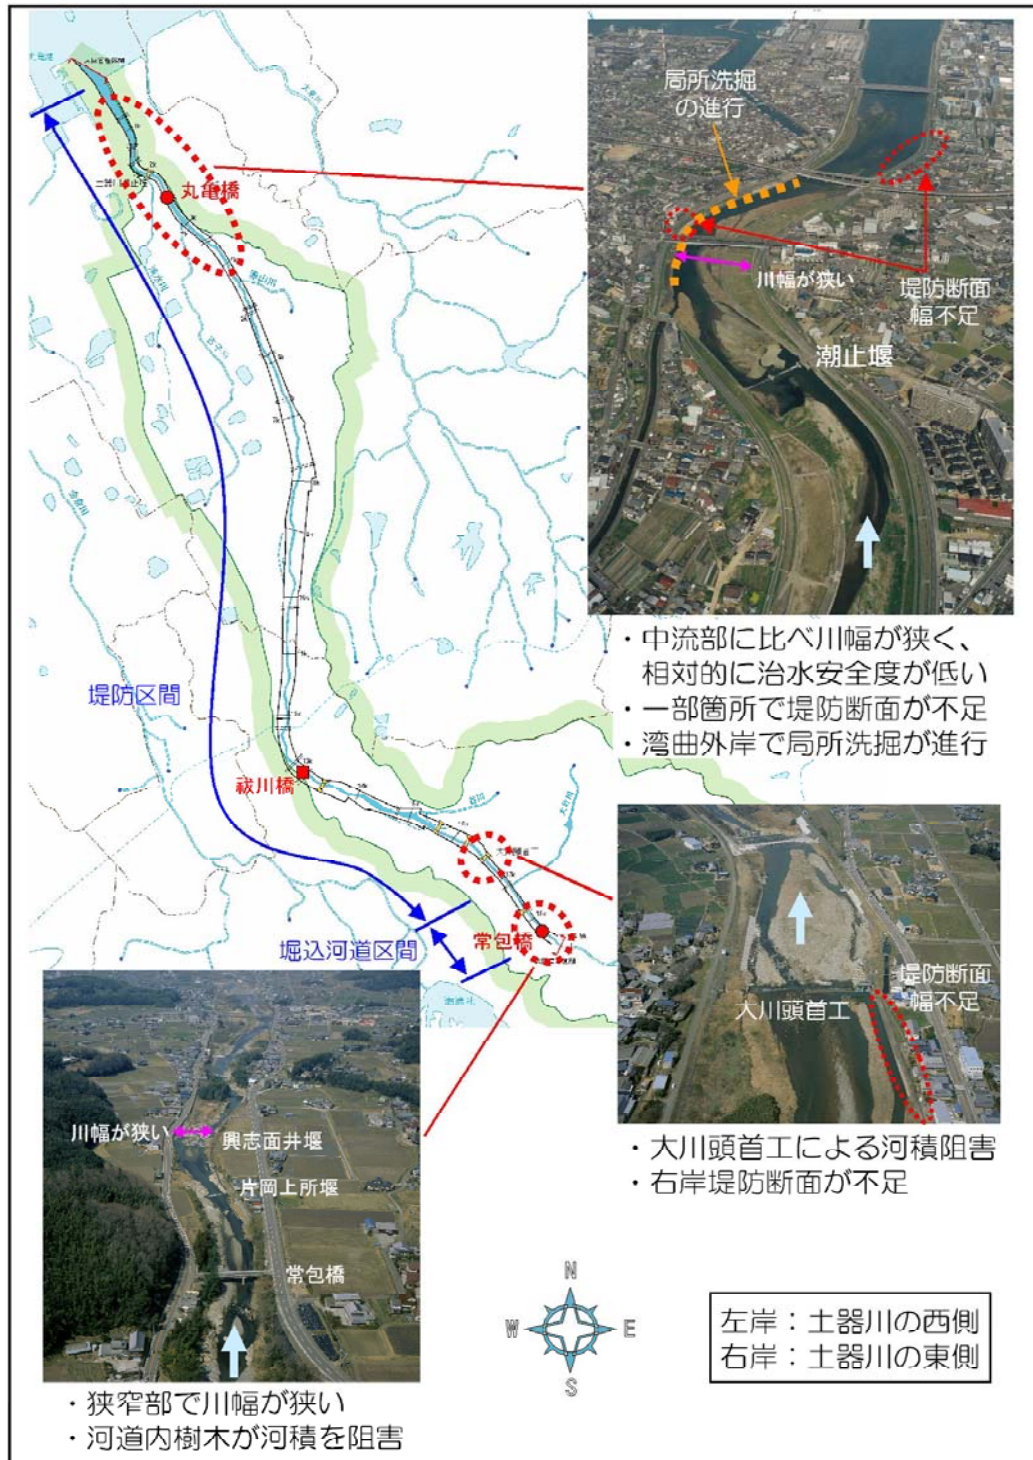 丸亀橋
堤防区間
祓川橋
常包橋
堀込河道区間
局所洗掘
の進行
川幅が狭い
堤防断面
幅不足
潮止堰
・中流部に比べ川幅が狭く、
相対的に治水安全度が低い
・一部箇所で堤防断面が不足
・湾曲外岸で局所洗掘が進行
堤防断面
幅不足
大川頭首工
・大川頭首工による河積阻害
・右岸堤防断面が不足
川幅が狭い
興志面井堰
片岡上所堰
常包橋
・狭窄部で川幅が狭い
・河道内樹木が河積を阻害
N
W
E
S
左岸：土器川の西側
右岸：土器川の東側